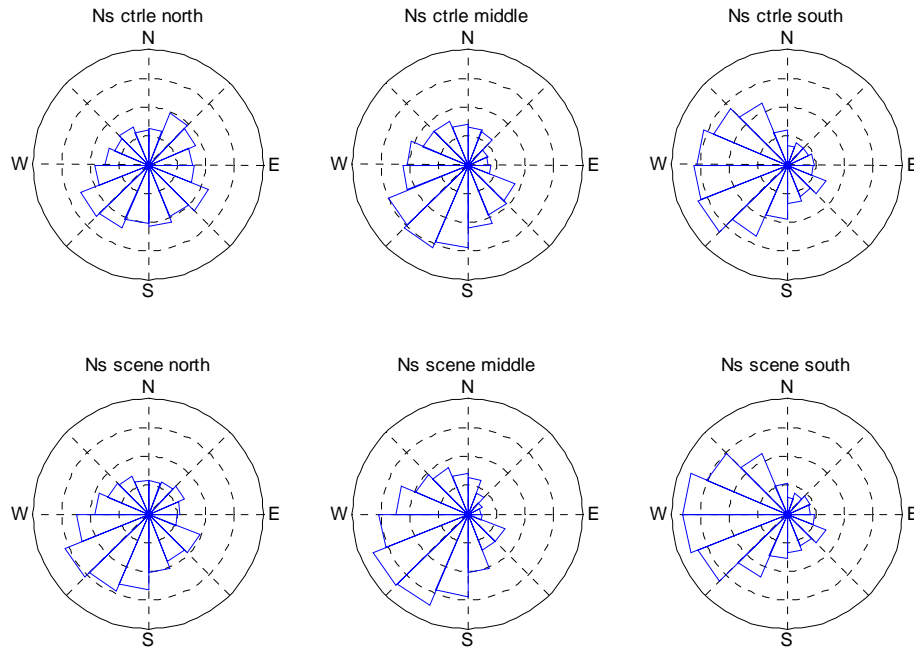 Ns ctrle north
Ns ctrle middle
Ns ctrle south
N
N
N
W
E
W
E
W
E
S
S
S
Ns scene north
Ns scene middle
Ns scene south
N
N
N
W
E
W
E
W
E
S
S
S